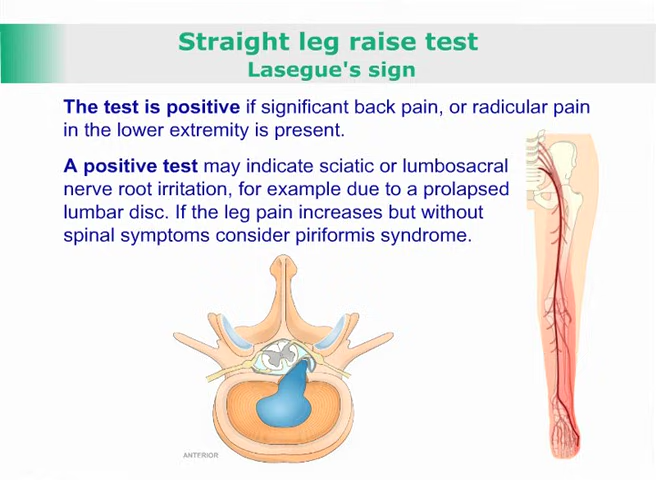 Straight leg raise test
Lasegue's sign
The test is positive if significant back pain, or radicular pain
in the lower extremity is present.
A positive test may indicate sciatic or lumbosacral
nerve root irritation, for example due to a prolapsed
lumbar disc. If the leg pain increases but without
spinal symptoms consider piriformis syndrome.
ANTERIOR